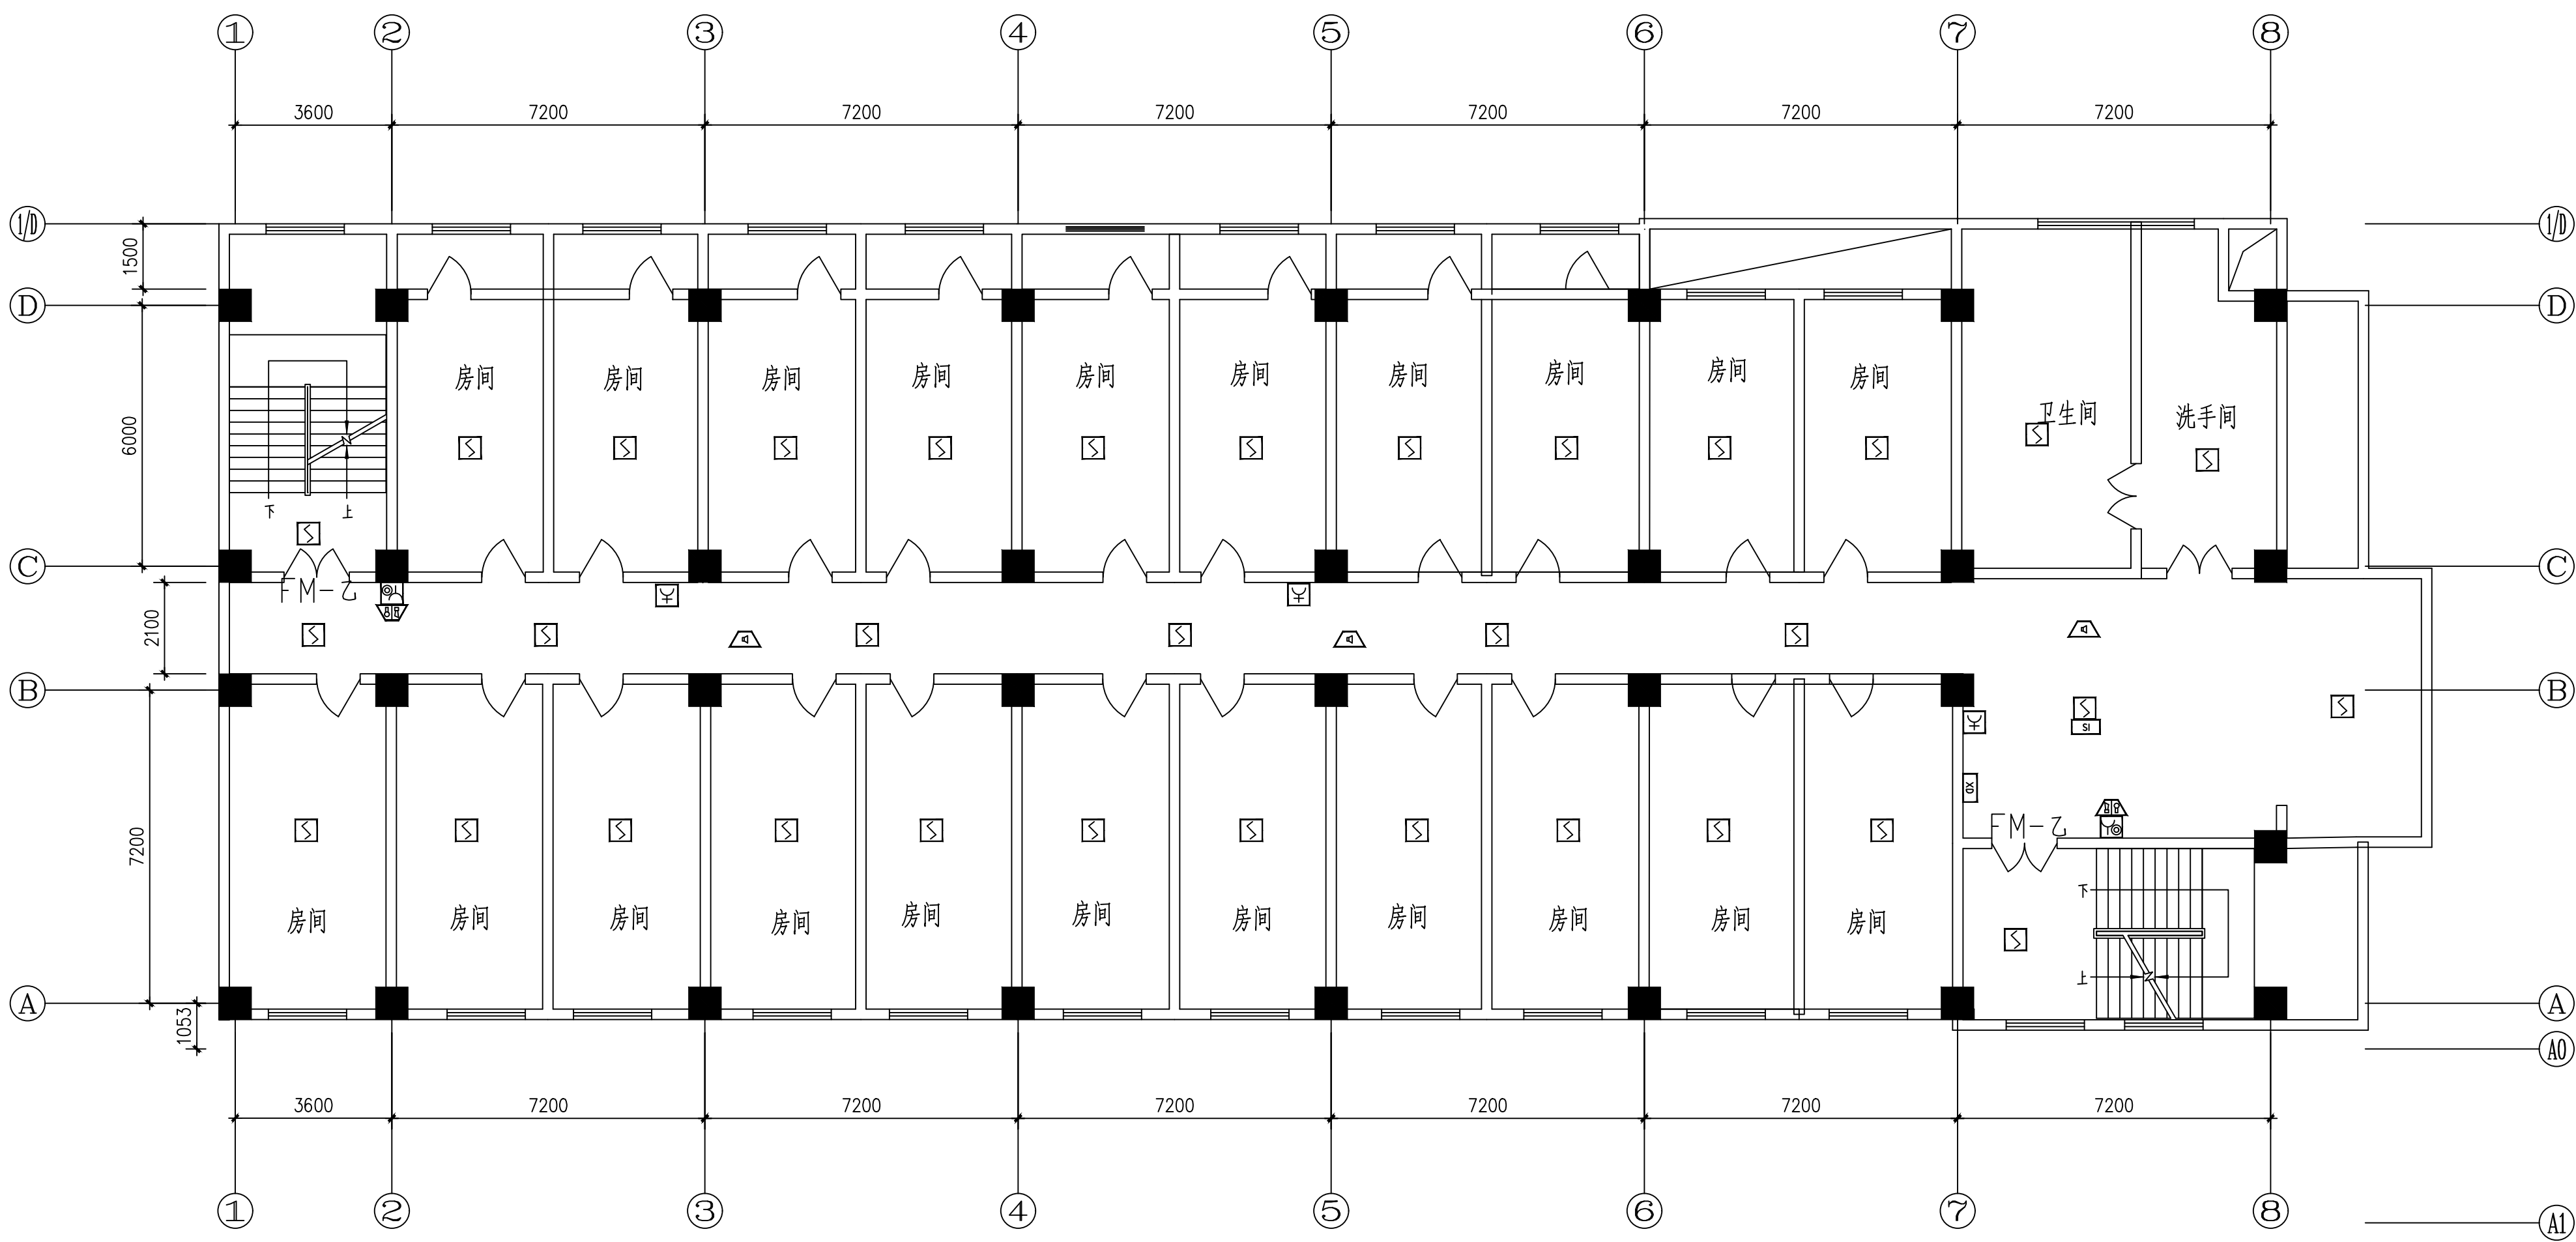 1 2 3 4 5 6 7 8
3600 7200 7200 7200 7200 7200 7200
1/D 1/D
1500
D D
房间 房间 房间 房间 房间 房间 房间 房间 房间 房间
卫生间 洗手间
6000
下 上
C C
FM-乙
2100
B B
SI
XD
FM-乙
7200
下
房间 房间 房间 房间 房间 房间 房间 房间 房间 房间 房间
上
A A
1053
A0
3600 7200 7200 7200 7200 7200 7200
1 2 3 4 5 6 7 8
A1